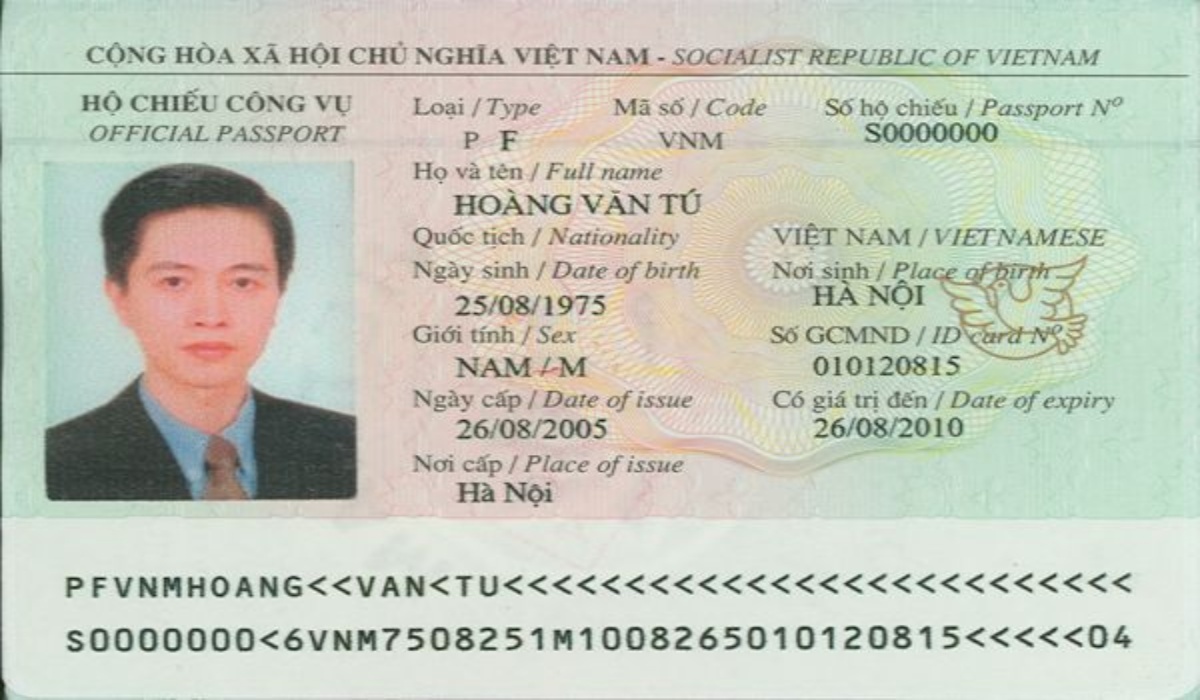 CỘNG HÒA XÃ HỘI CHỦ NGHĨA VIỆT NAM - SOCIALIST REPUBLIC OF VIETNAM
HỘ CHIẾU CÔNG VỤ
OFFICIAL PASSPORT
Loại / Type Mã số / Code Số hộ chiếu / Passport Nº
P F VNM S0000000
Họ và tên / Full name
HOÀNG VĂN TÚ
Quốc tịch / Nationality VIỆT NAM / VIETNAMESE
Ngày sinh / Date of birth Nơi sinh / Place of birth
25/08/1975 HÀ NỘI
Giới tính / Sex Số GCMND / ID card Nº
NAM / M 010120815
Ngày cấp / Date of issue Có giá trị đến / Date of expiry
26/08/2005 26/08/2010
Nơi cấp / Place of issue
Hà Nội
PFVNMHOANG<<VAN<TU<<<<<<<<<<<<<<<<<<<<<<<<<<
S0000000<6VNM7508251M1008265010120815<<<<<04